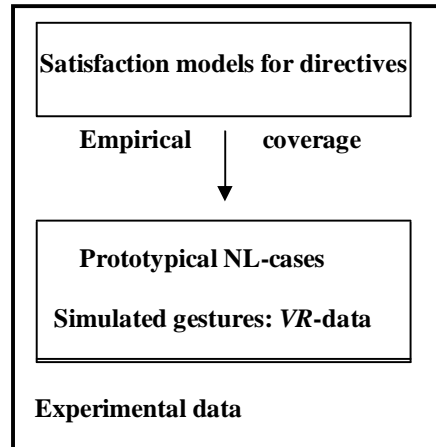 Satisfaction models for directives
Empirical coverage
Prototypical NL-cases
Simulated gestures: VR-data
Experimental data